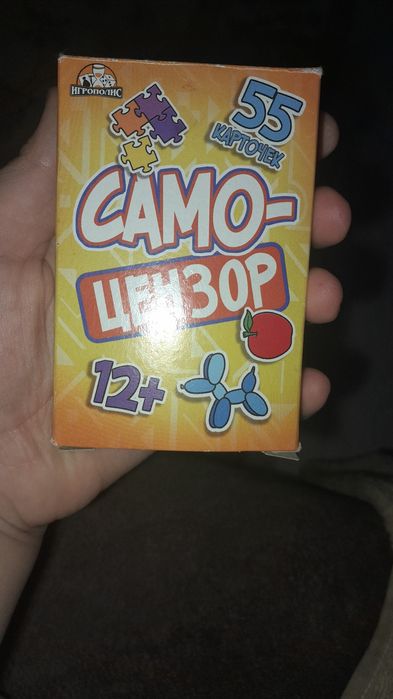 ИГРОПОЛИС
55
КАРТОЧЕК
САМО-
ЦЕНЗОР
12+